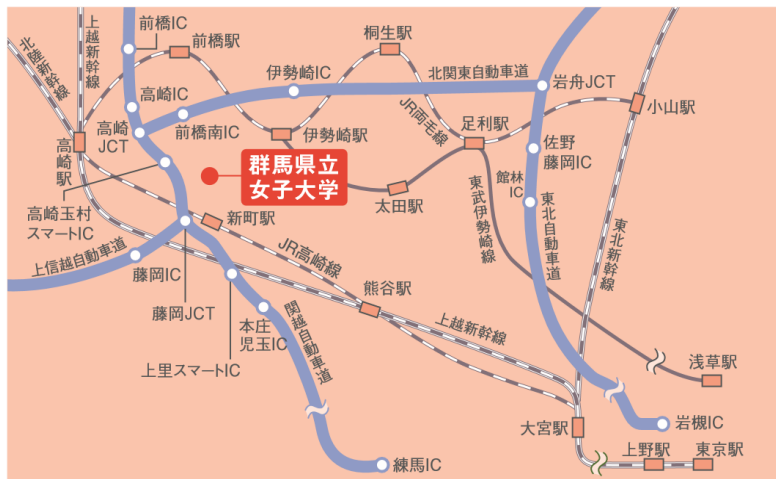 前橋IC
前橋駅
桐生駅
上越新幹線
北陸新幹線
伊勢崎IC
北関東自動車道
岩舟JCT
高崎IC
小山駅
前橋南IC
高崎
JCT
伊勢崎駅
JR両毛線
足利駅
高崎駅
佐野
藤岡IC
群馬県立
女子大学
館林
IC
太田駅
高崎玉村
スマートIC
新町駅
東武伊勢崎線
東北自動車道
東北新幹線
上信越自動車道
藤岡IC
JR高崎線
熊谷駅
藤岡JCT
本庄
児玉IC
関越自動車道
上越新幹線
上里スマートIC
浅草駅
大宮駅
岩槻IC
上野駅
東京駅
練馬IC